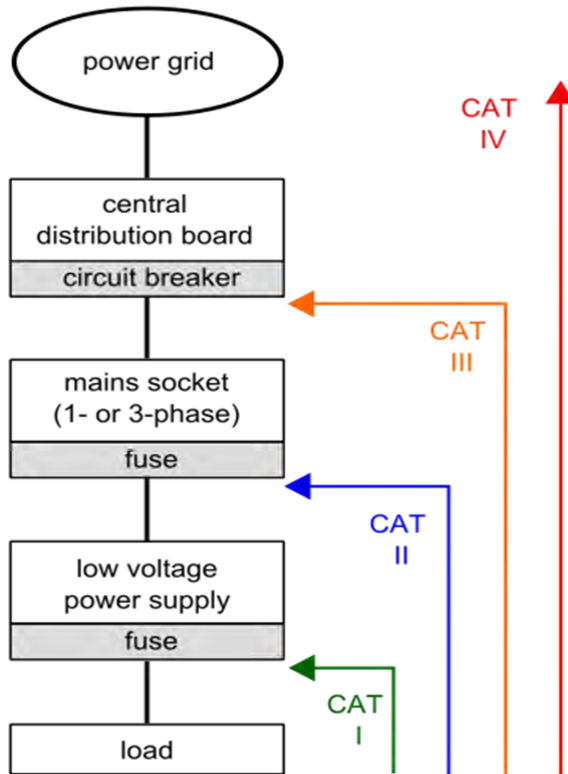 power grid
CAT
IV
central
distribution board
circuit breaker
CAT
III
mains socket
(1- or 3-phase)
fuse
CAT
II
low voltage
power supply
fuse
CAT
I
load